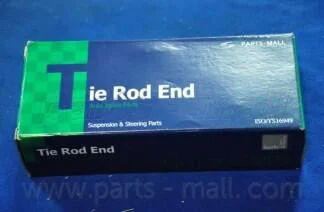 PARTS-MALL
Tie Rod End
Suspension & Steering Parts
ISO/TS16949
Tie Rod End
www.parts-mall.com